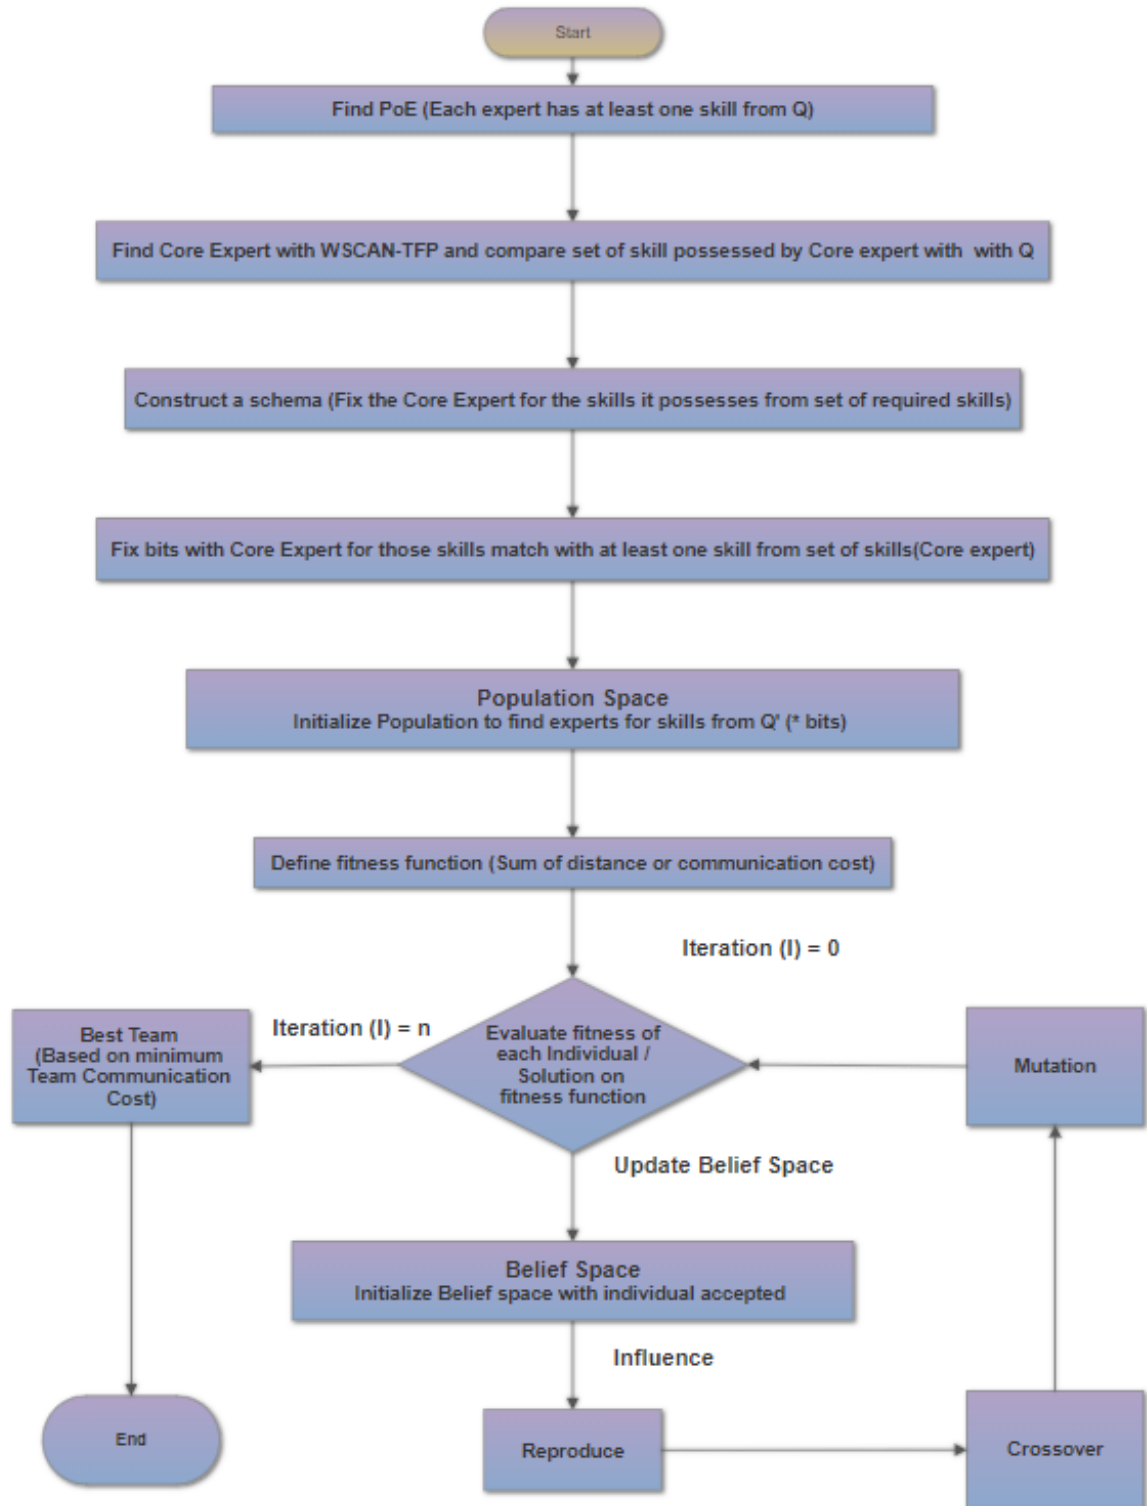 Start
Find PoE (Each expert has at least one skill from Q)
Find Core Expert with WSCAN-TFP and compare set of skill possessed by Core expert with  with Q
Construct a schema (Fix the Core Expert for the skills it possesses from set of required skills)
Fix bits with Core Expert for those skills match with at least one skill from set of skills(Core expert)
Population Space
Initialize Population to find experts for skills from Q' (* bits)
Define fitness function (Sum of distance or communication cost)
Iteration (I) = 0
Iteration (I) = n
Best Team
(Based on minimum
Team Communication
Cost)
Evaluate fitness of
each Individual /
Solution on
fitness function
Mutation
Update Belief Space
Belief Space
Initialize Belief space with individual accepted
Influence
End
Reproduce
Crossover